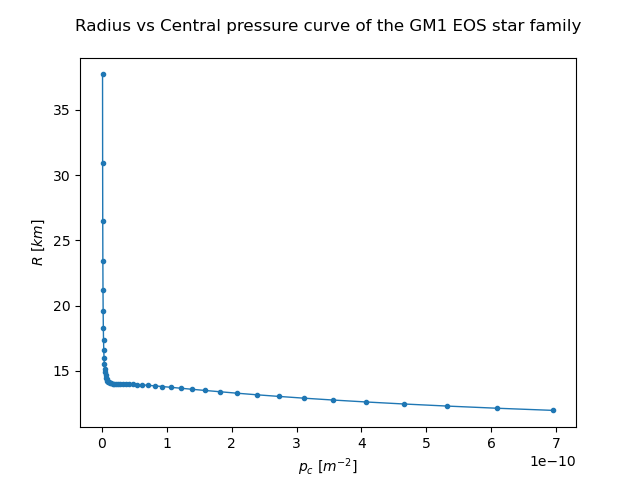 Radius vs Central pressure curve of the GM1 EOS star family
R [km]
35
30
25
20
15
0 1 2 3 4 5 6 7
1e−10
p_c [m^{−2}]